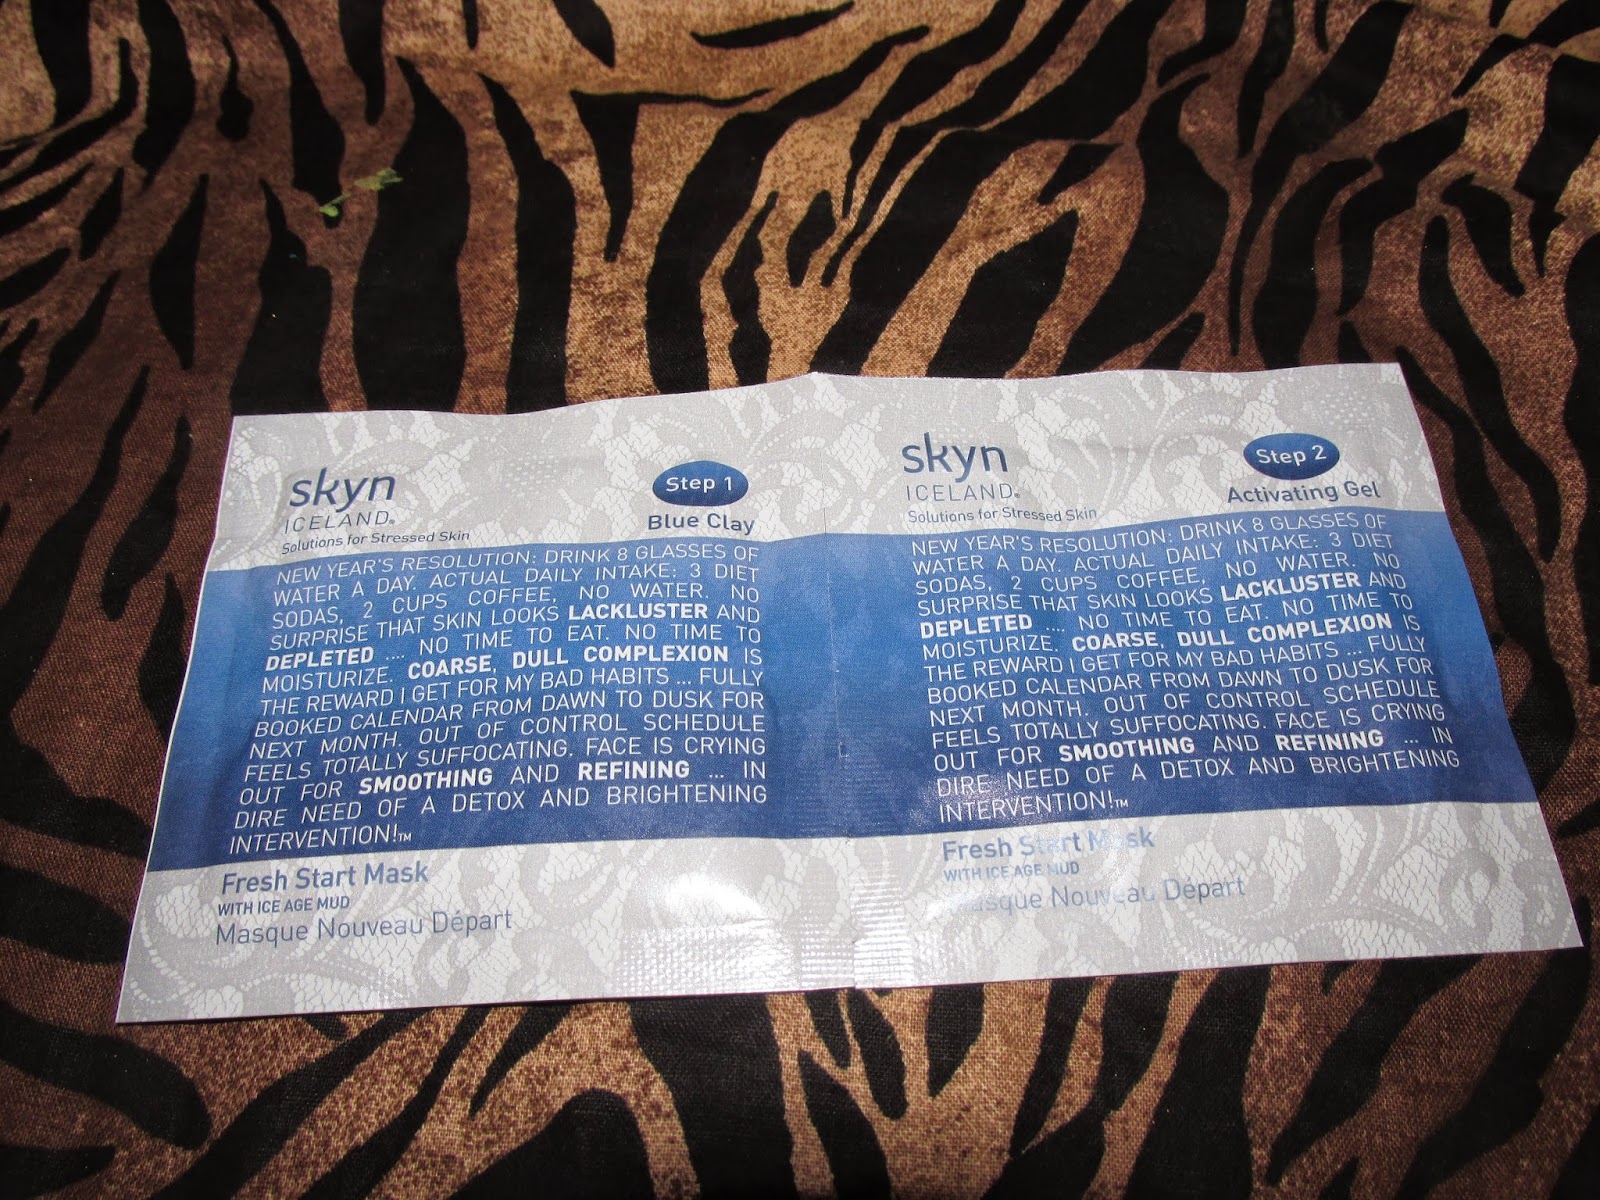 skyn
ICELAND®
Solutions for Stressed Skin
Step 1
Blue Clay
NEW YEAR'S RESOLUTION: DRINK 8 GLASSES OF
WATER A DAY. ACTUAL DAILY INTAKE: 3 DIET
SODAS, 2 CUPS COFFEE, NO WATER. NO
SURPRISE THAT SKIN LOOKS LACKLUSTER AND
DEPLETED .... NO TIME TO EAT. NO TIME TO
MOISTURIZE. COARSE, DULL COMPLEXION IS
THE REWARD I GET FOR MY BAD HABITS ... FULLY
BOOKED CALENDAR FROM DAWN TO DUSK FOR
NEXT MONTH. OUT OF CONTROL SCHEDULE
FEELS TOTALLY SUFFOCATING. FACE IS CRYING
OUT FOR SMOOTHING AND REFINING ... IN
DIRE NEED OF A DETOX AND BRIGHTENING
INTERVENTION!™
Fresh Start Mask
WITH ICE AGE MUD
Masque Nouveau Départ
skyn
ICELAND®
Solutions for Stressed Skin
Step 2
Activating Gel
NEW YEAR'S RESOLUTION: DRINK 8 GLASSES OF
WATER A DAY. ACTUAL DAILY INTAKE: 3 DIET
SODAS, 2 CUPS COFFEE, NO WATER. NO
SURPRISE THAT SKIN LOOKS LACKLUSTER AND
DEPLETED .... NO TIME TO EAT. NO TIME TO
MOISTURIZE. COARSE, DULL COMPLEXION IS
THE REWARD I GET FOR MY BAD HABITS ... FULLY
BOOKED CALENDAR FROM DAWN TO DUSK FOR
NEXT MONTH. OUT OF CONTROL SCHEDULE
FEELS TOTALLY SUFFOCATING. FACE IS CRYING
OUT FOR SMOOTHING AND REFINING ... IN
DIRE NEED OF A DETOX AND BRIGHTENING
INTERVENTION!™
Fresh Start Mask
WITH ICE AGE MUD
Masque Nouveau Départ